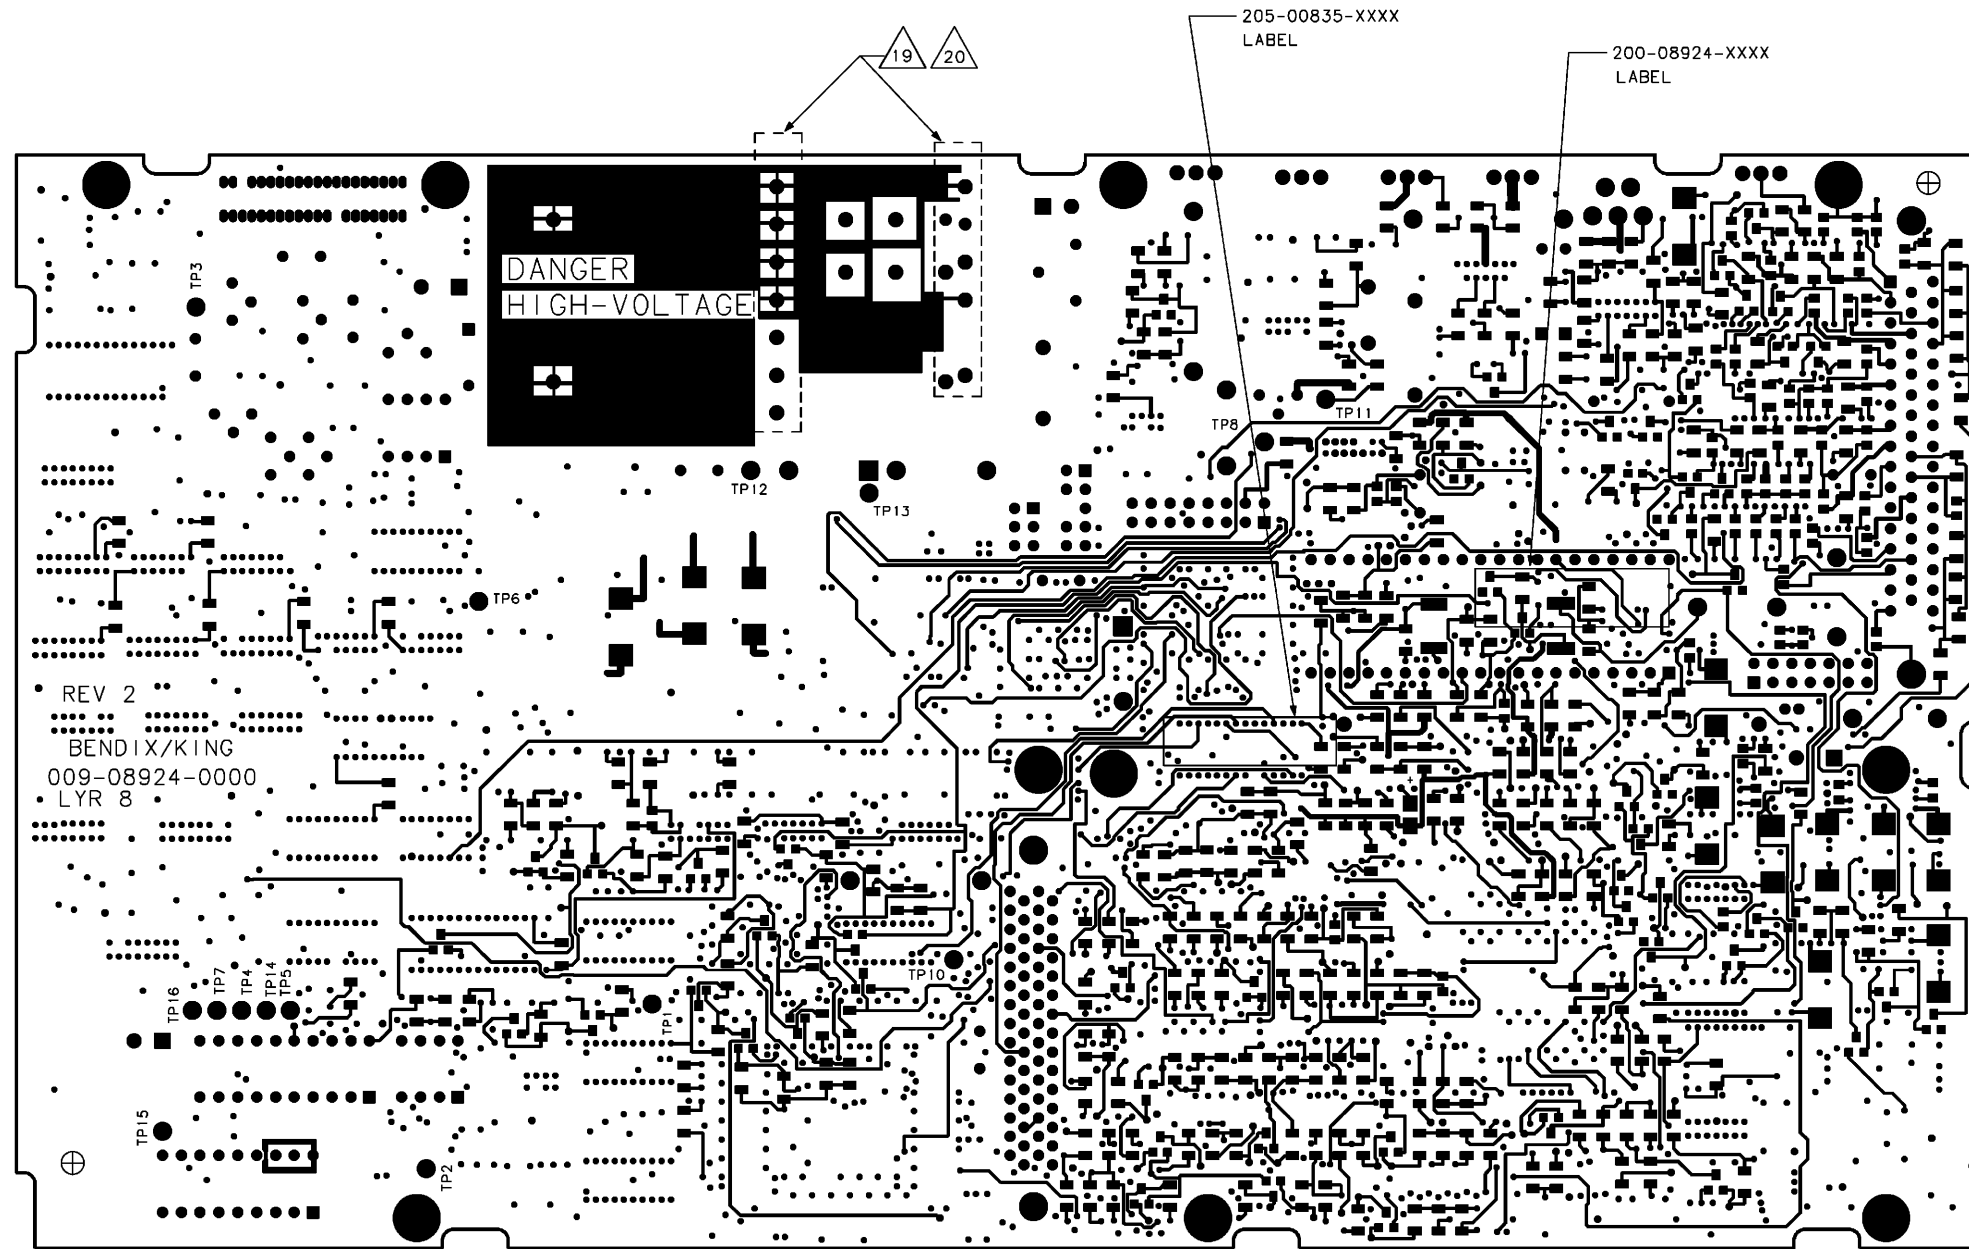 205-00835-XXXX
LABEL
200-08924-XXXX
LABEL
19
20
DANGER
HIGH-VOLTAGE
TP3
TP11
TP8
TP12
TP13
TP6
REV 2
BENDIX/KING
009-08924-0000
LYR 8
+
TP10
TP16
TP7
TP4
TP14
TP5
TP1
TP15
TP2